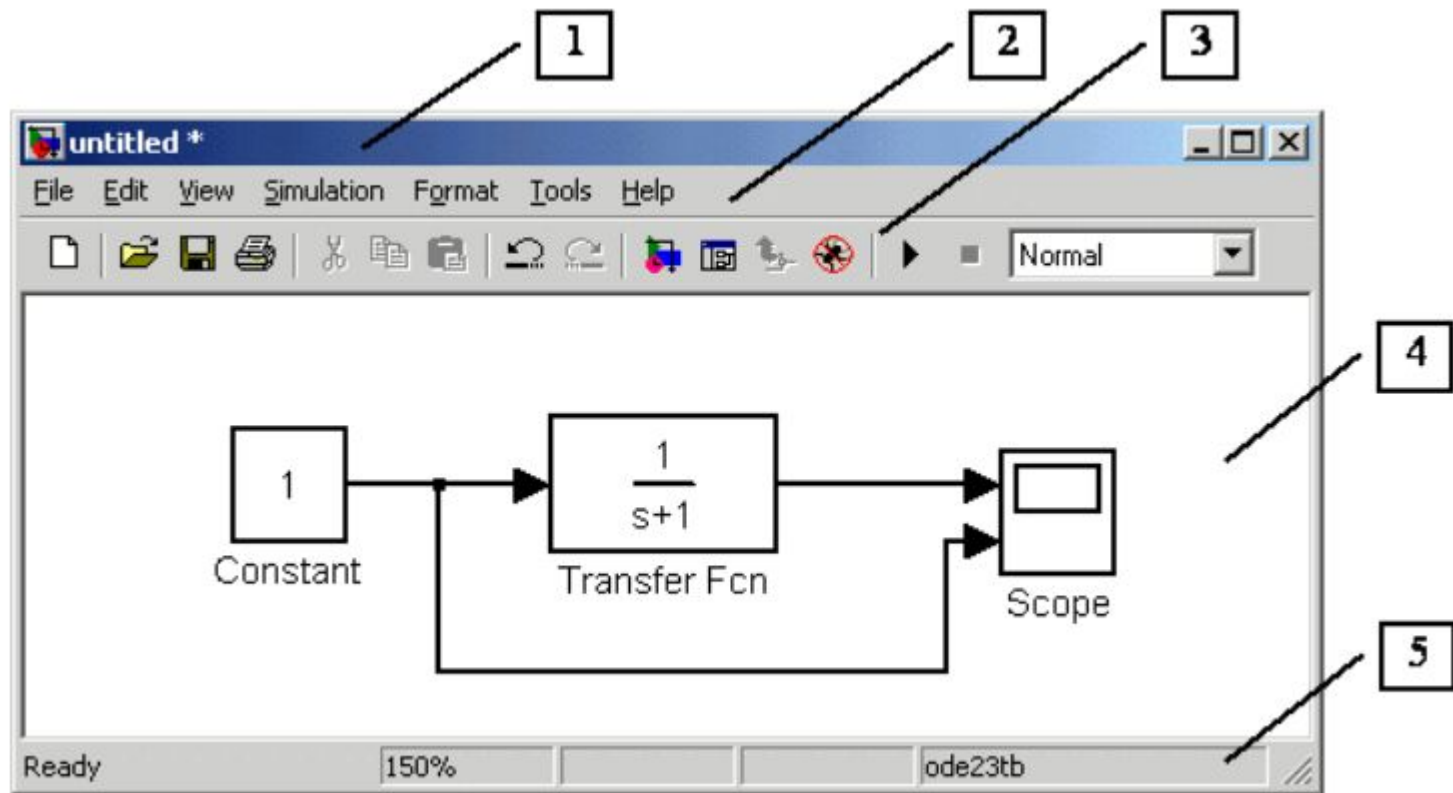 1
2
3
untitled *
File Edit View Simulation Format Tools Help
Normal
4
1
1
s+1
Constant
Transfer Fcn
Scope
5
Ready 150% ode23tb